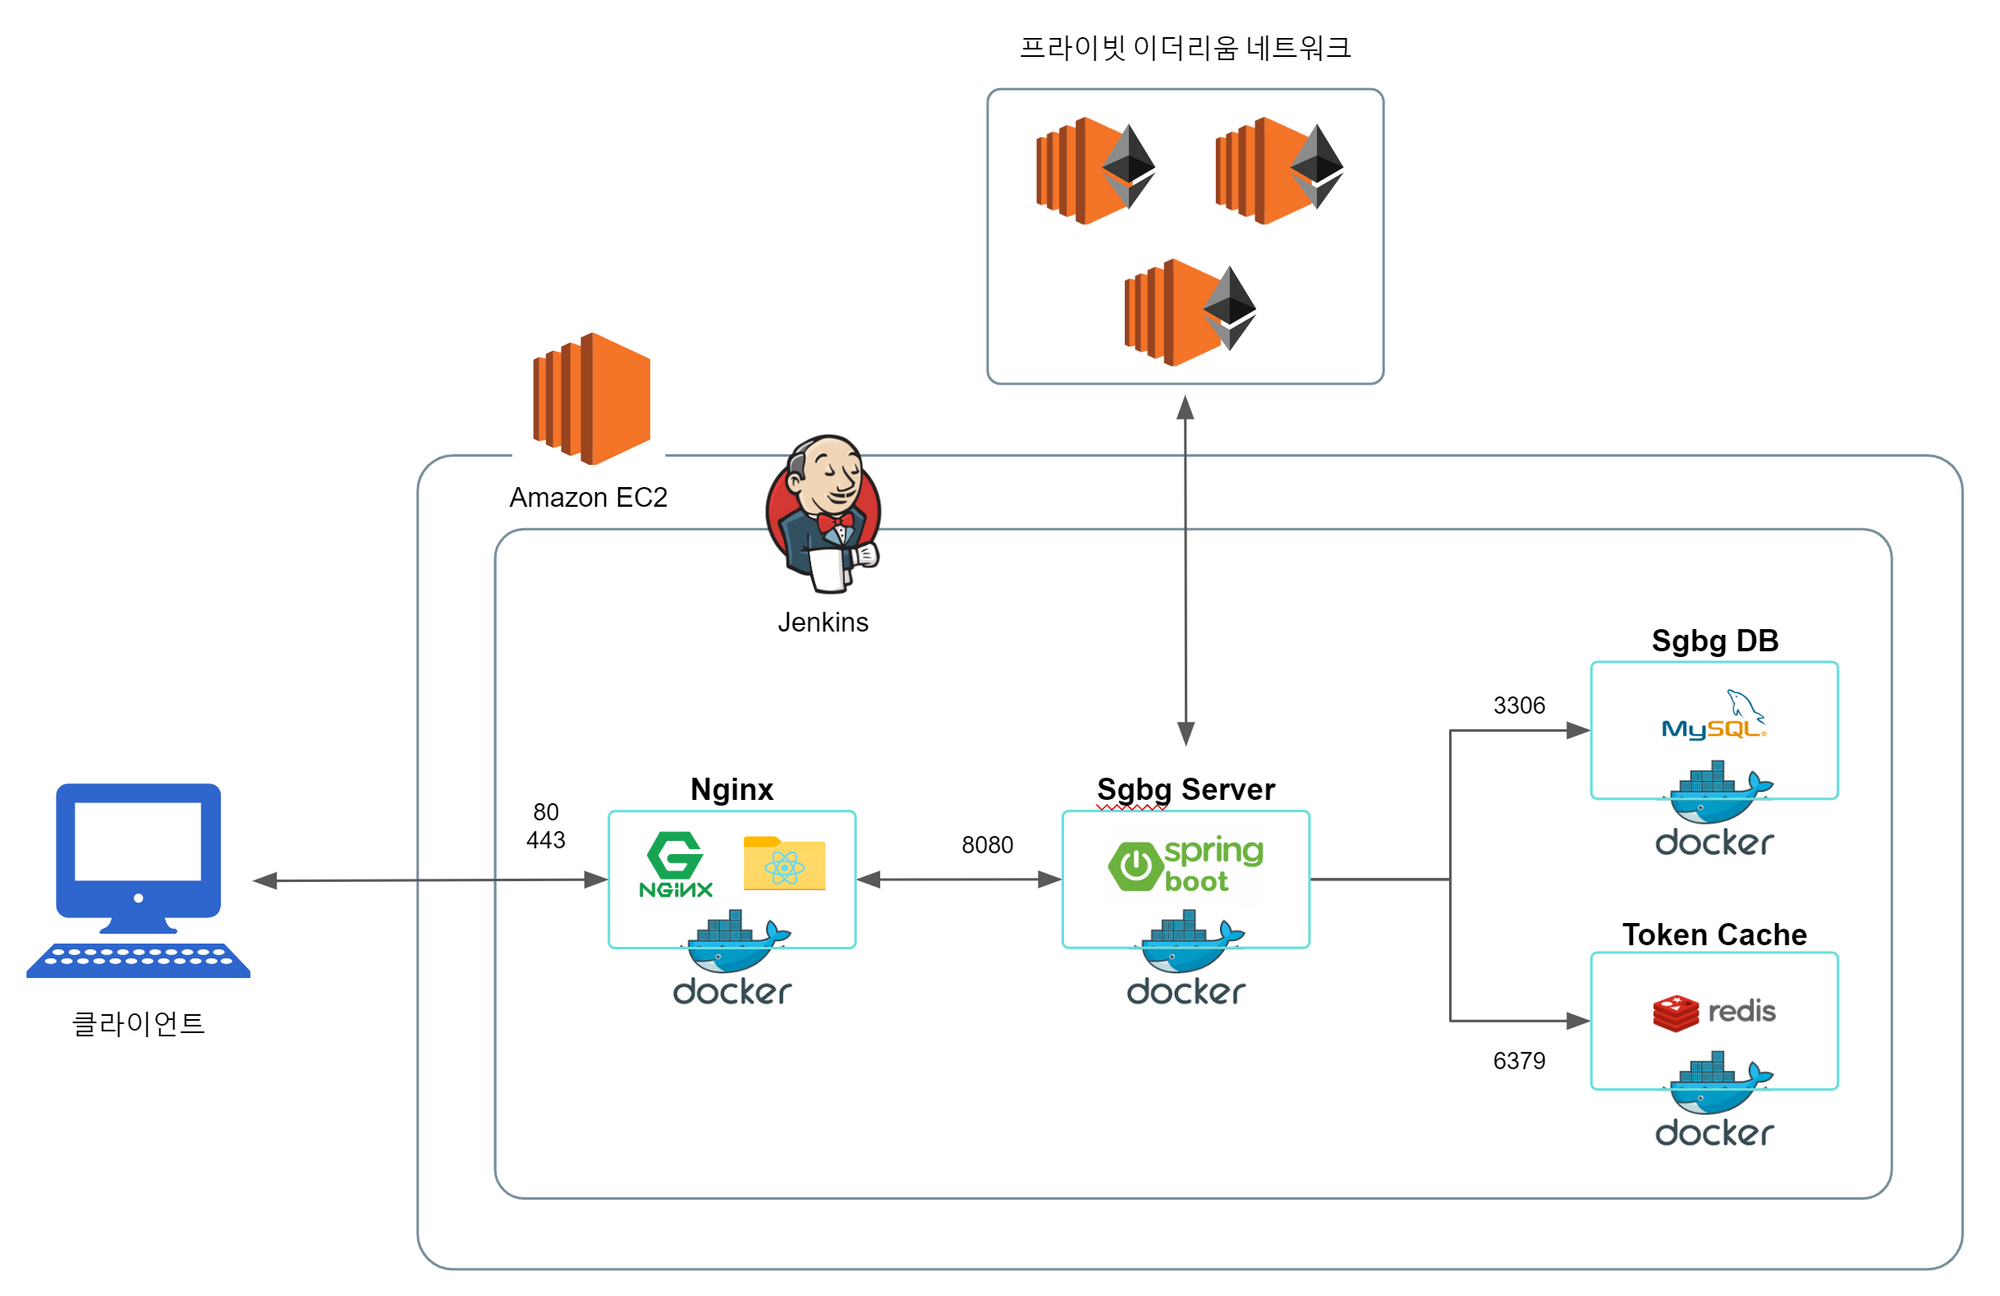 프라이빗 이더리움 네트워크
Amazon EC2
Jenkins
Sgbg DB
3306
MySQL
docker
Nginx
80
443
NGiNX
docker
8080
Sgbg Server
spring
boot
docker
Token Cache
redis
6379
docker
클라이언트